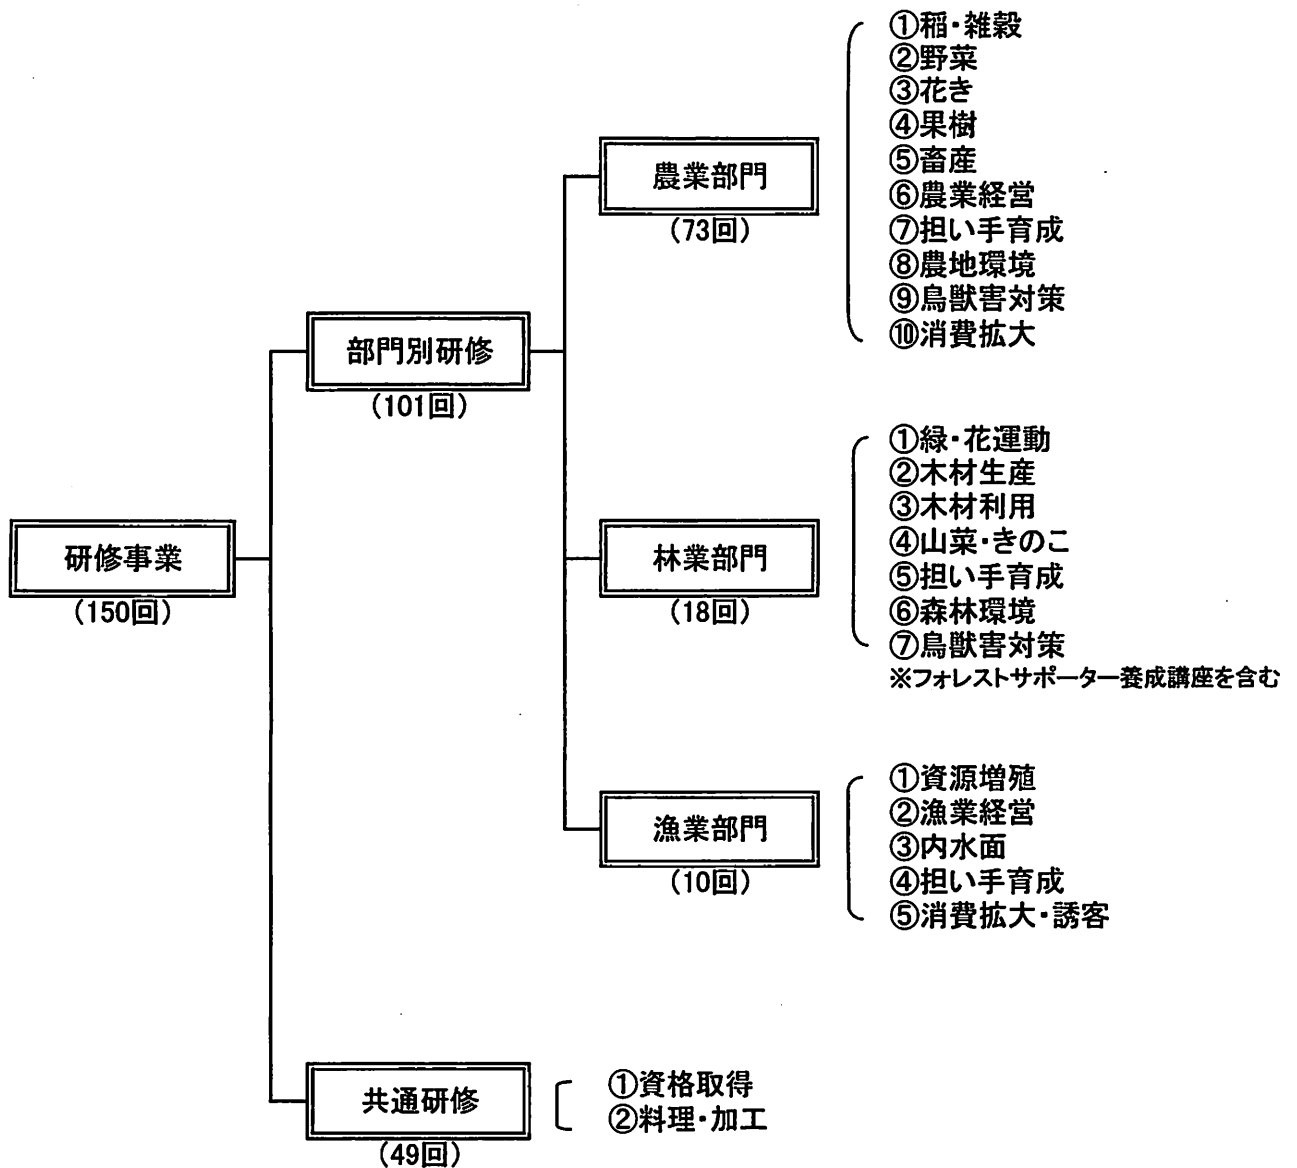 研修事業
(150回)
部門別研修
(101回)
農業部門
(73回)
①稲・雑穀
②野菜
③花き
④果樹
⑤畜産
⑥農業経営
⑦担い手育成
⑧農地環境
⑨鳥獣害対策
⑩消費拡大
林業部門
(18回)
①緑・花運動
②木材生産
③木材利用
④山菜・きのこ
⑤担い手育成
⑥森林環境
⑦鳥獣害対策
※フォレストサポーター養成講座を含む
漁業部門
(10回)
①資源増殖
②漁業経営
③内水面
④担い手育成
⑤消費拡大・誘客
共通研修
(49回)
①資格取得
②料理・加工